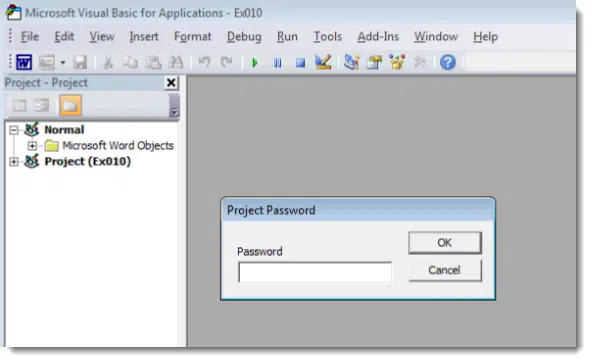 Microsoft Visual Basic for Applications - Ex010
File Edit View Insert Format Debug Run Tools Add-Ins Window Help
Project - Project
Normal
Microsoft Word Objects
Project (Ex010)
Project Password
Password
OK
Cancel